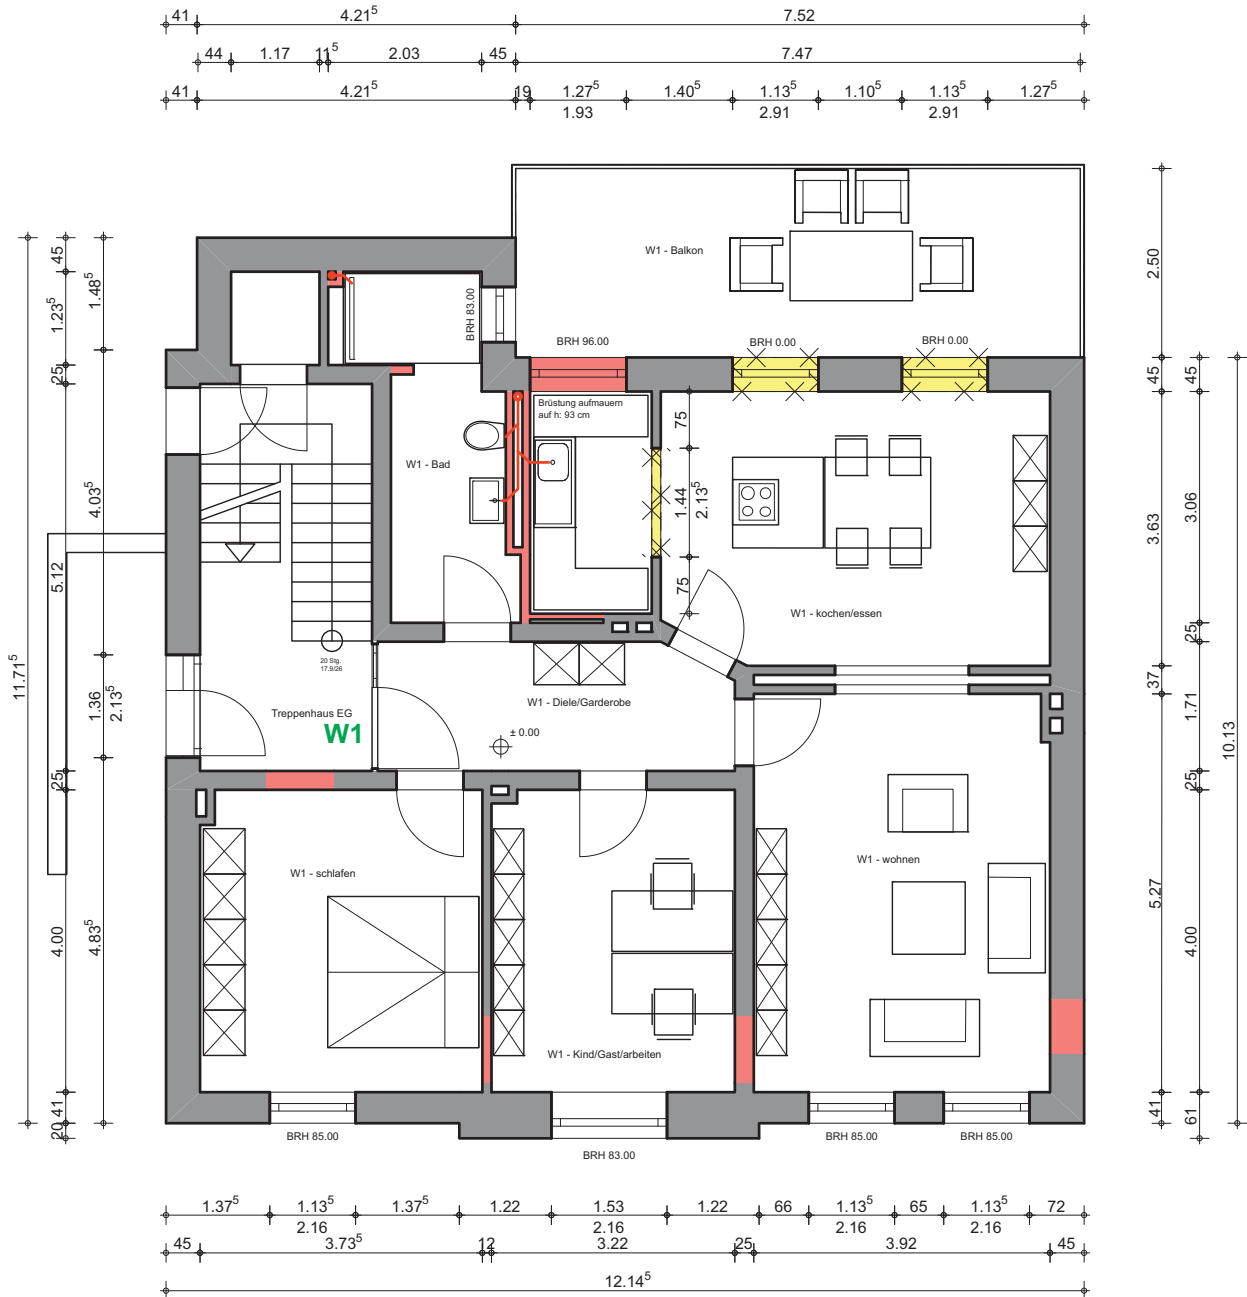 41 4.21⁵ 7.52
44 1.17 11⁵ 2.03 45 7.47
41 4.21⁵ 19 1.27⁵ 1.40⁵ 1.13⁵ 1.10⁵ 1.13⁵ 1.27⁵
1.93 2.91 2.91
W1 - Balkon
2.50
45
1.23⁵
25
1.48⁵
BRH 83.00
BRH 96.00
BRH 0.00
BRH 0.00
45
45
Brüstung aufmauern
auf h: 93 cm
75
W1 - Bad
1.44
2.13⁵
75
4.03⁵
5.12
3.63
3.06
W1 - kochen/essen
25
37
1.71
20 Stg.
17.9/26
11.71⁵
1.36
2.13⁵
Treppenhaus EG
W1
W1 - Diele/Garderobe
± 0.00
10.13
25
25
W1 - schlafen
W1 - wohnen
4.00
4.83⁵
5.27
4.00
W1 - Kind/Gast/arbeiten
41
20
41
61
BRH 85.00
BRH 83.00
BRH 85.00
BRH 85.00
1.37⁵ 1.13⁵ 1.37⁵ 1.22 1.53 1.22 66 1.13⁵ 65 1.13⁵ 72
2.16 2.16 2.16 2.16
45 3.73⁵ 12 3.22 25 3.92 45
12.14⁵